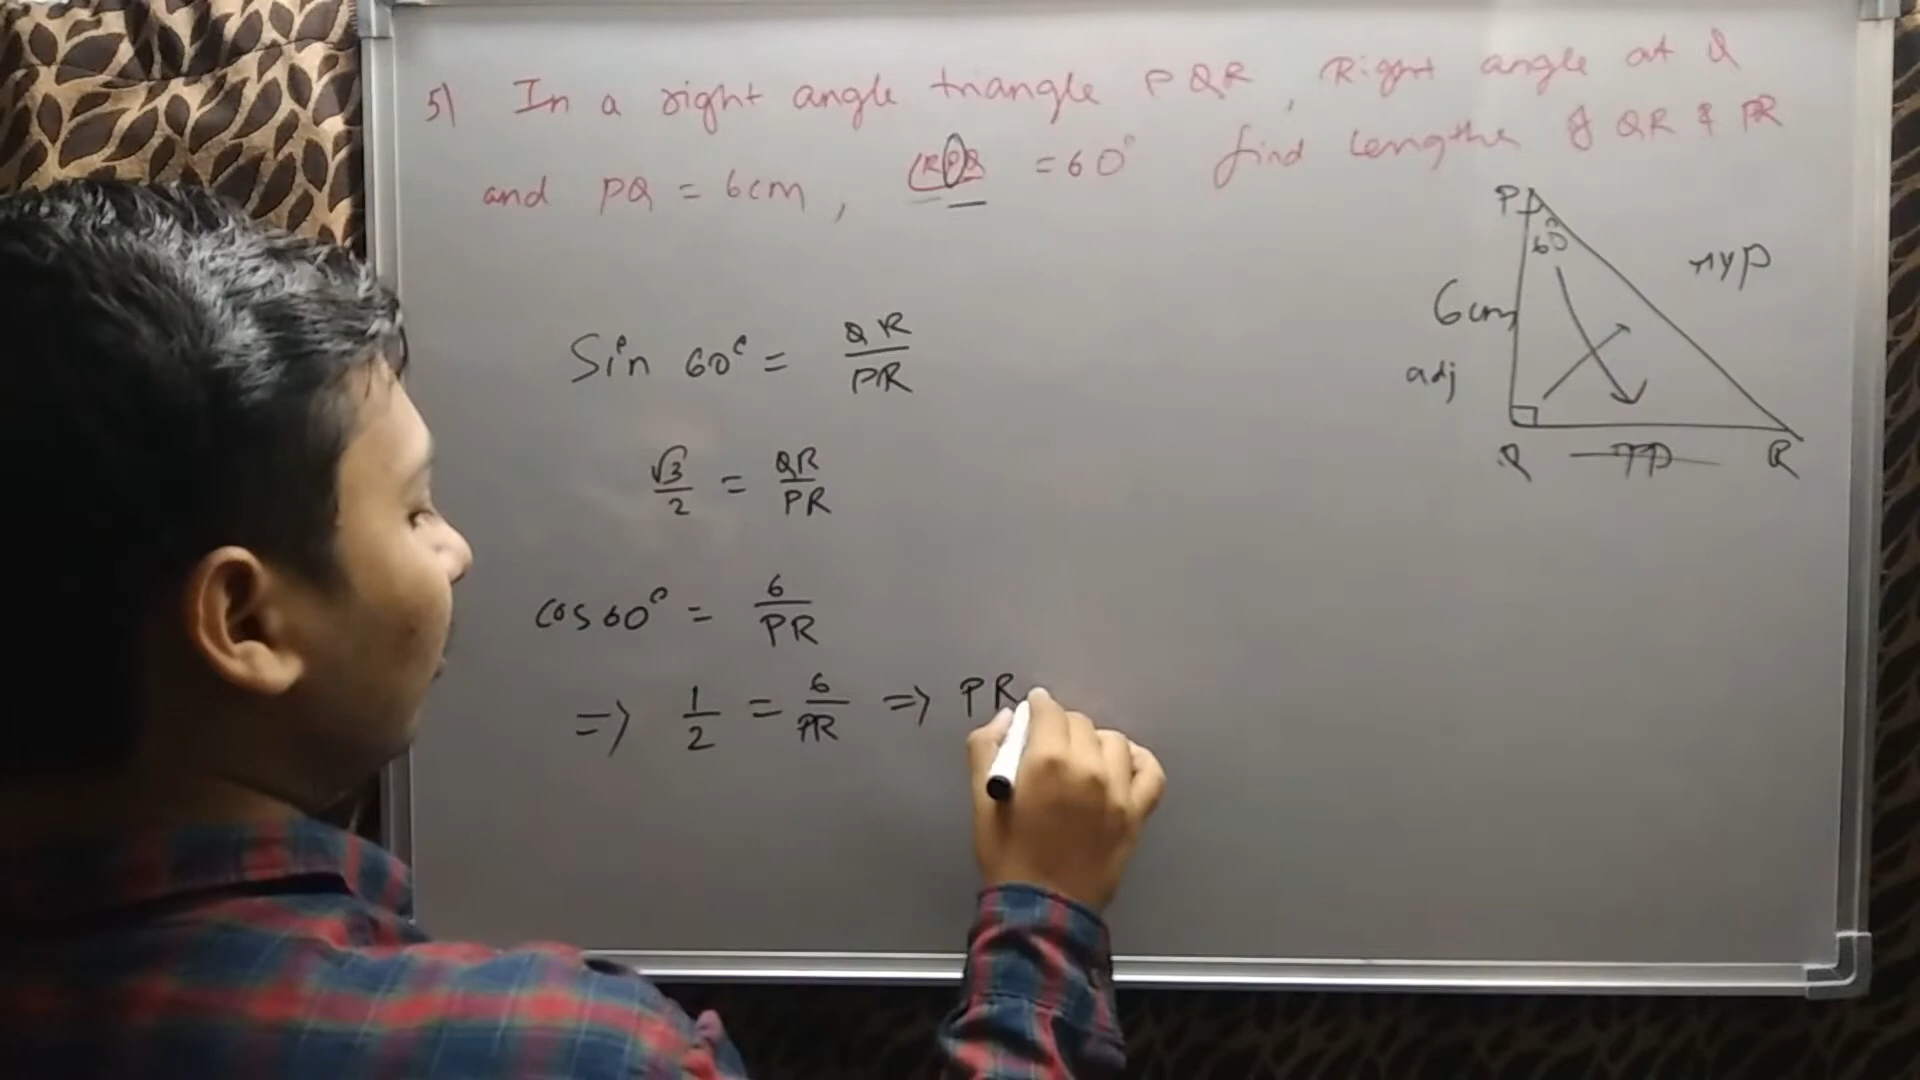 5) In a right angle triangle PQR, Right angle at Q
and PQ = 6cm, ∠RPQ = 60° find lengths of QR & PR
P
60°
hyp
6cm
adj
Q R
Sin 60° = QR/PR
√3/2 = QR/PR
cos 60° = 6/PR
=> 1/2 = 6/PR => PR